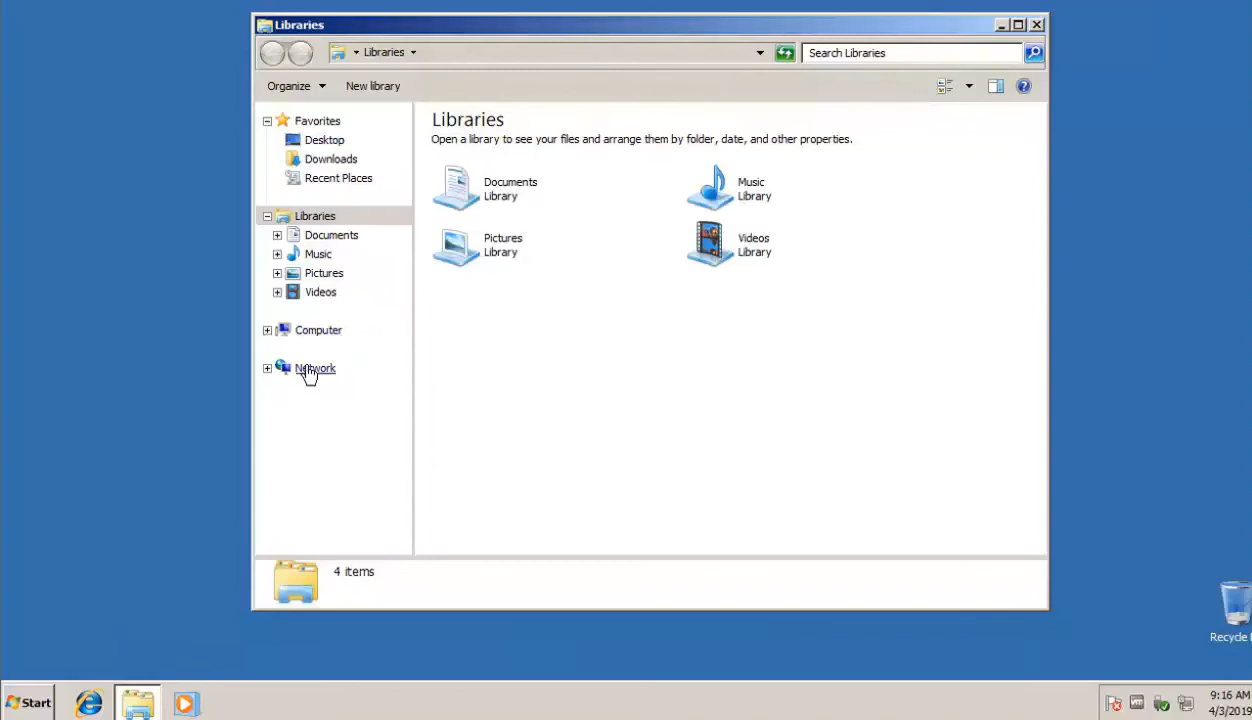 Libraries
Libraries
Search Libraries
Organize
New library
Favorites
Desktop
Downloads
Recent Places
Libraries
Documents
Music
Pictures
Videos
Computer
Network
Libraries
Open a library to see your files and arrange them by folder, date, and other properties.
Documents
Library
Music
Library
Pictures
Library
Videos
Library
4 items
Recycle
Start
9:16 AM
4/3/2019